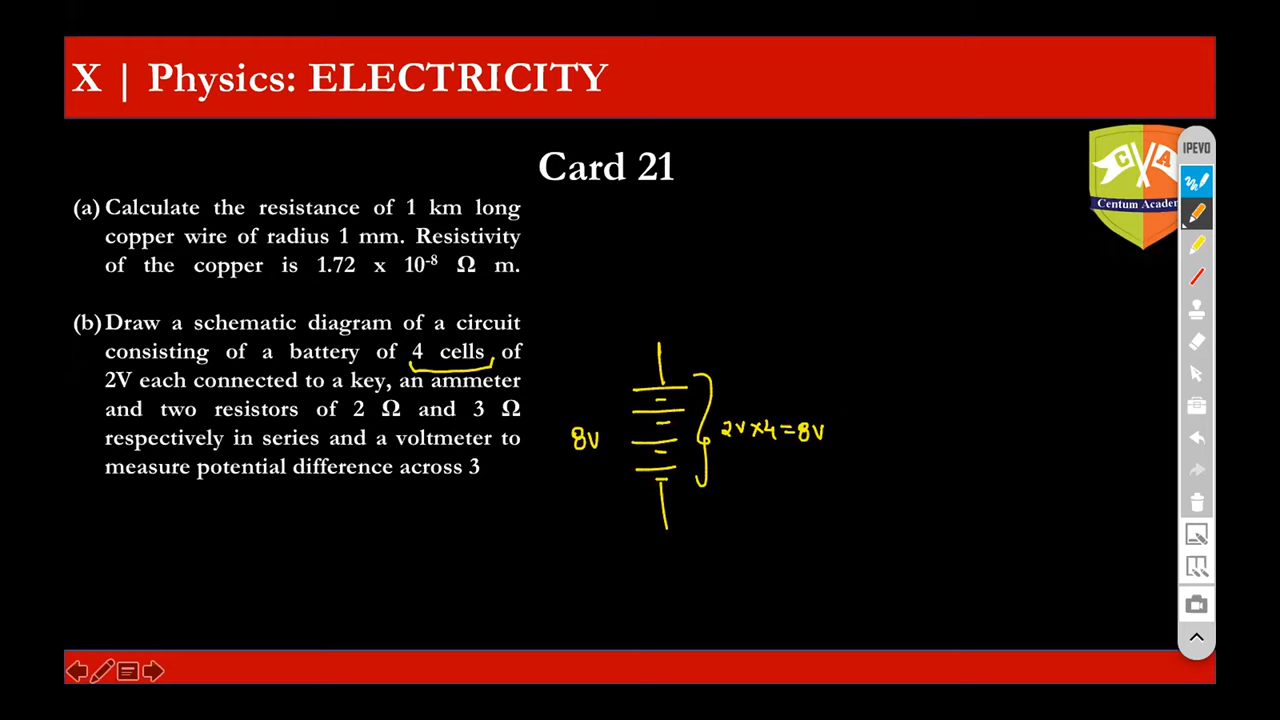 X | Physics: ELECTRICITY
Card 21
IPEVO
C A
Centum Academ
(a) Calculate the resistance of 1 km long
copper wire of radius 1 mm. Resistivity
of the copper is 1.72 x 10⁻⁸ Ω m.
(b) Draw a schematic diagram of a circuit
consisting of a battery of 4 cells of
2V each connected to a key, an ammeter
and two resistors of 2 Ω and 3 Ω
respectively in series and a voltmeter to
measure potential difference across 3
8V
2V×4=8V